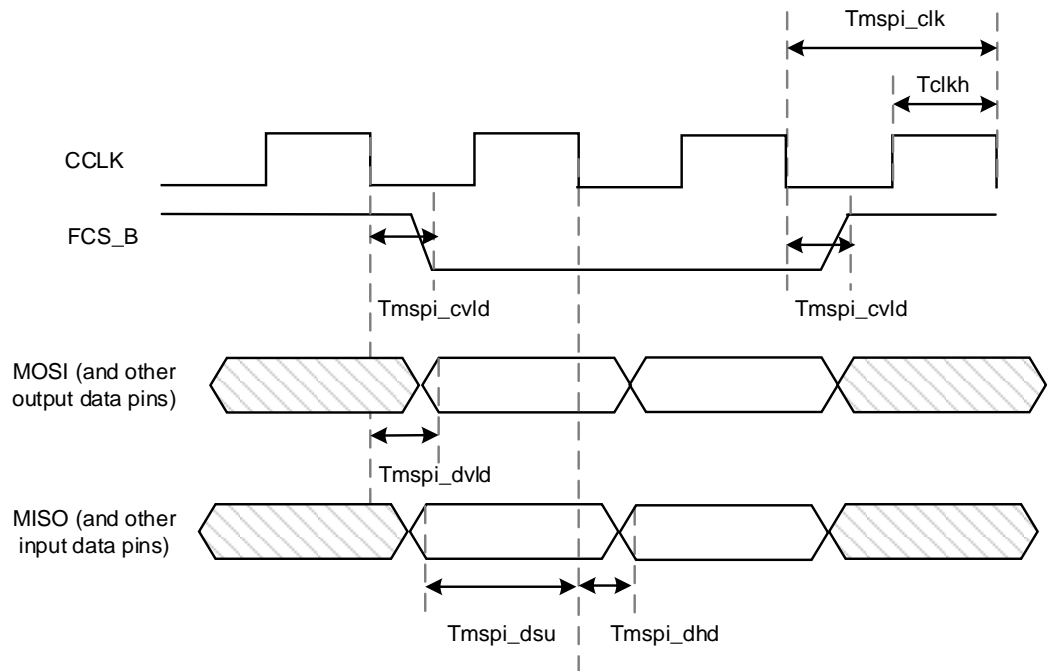 Tmspi_clk
Tclkh
CCLK
FCS_B
Tmspi_cvld
Tmspi_cvld
MOSI (and other
output data pins)
Tmspi_dvld
MISO (and other
input data pins)
Tmspi_dsu
Tmspi_dhd